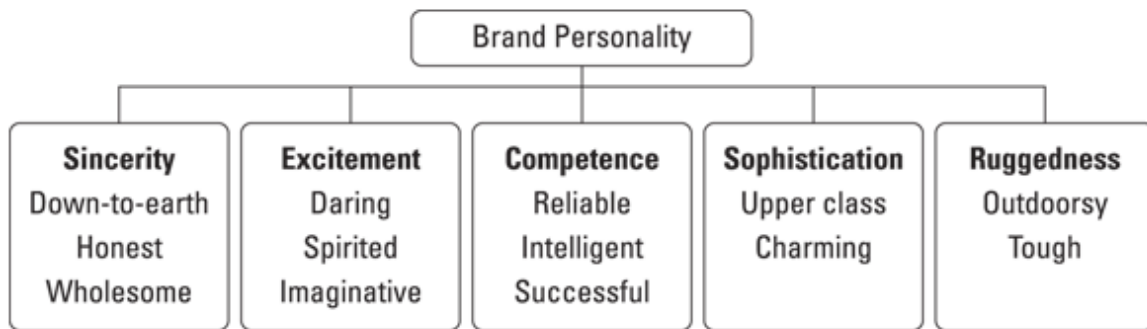 Brand Personality
Sincerity
Down-to-earth
Honest
Wholesome
Excitement
Daring
Spirited
Imaginative
Competence
Reliable
Intelligent
Successful
Sophistication
Upper class
Charming
Ruggedness
Outdoorsy
Tough